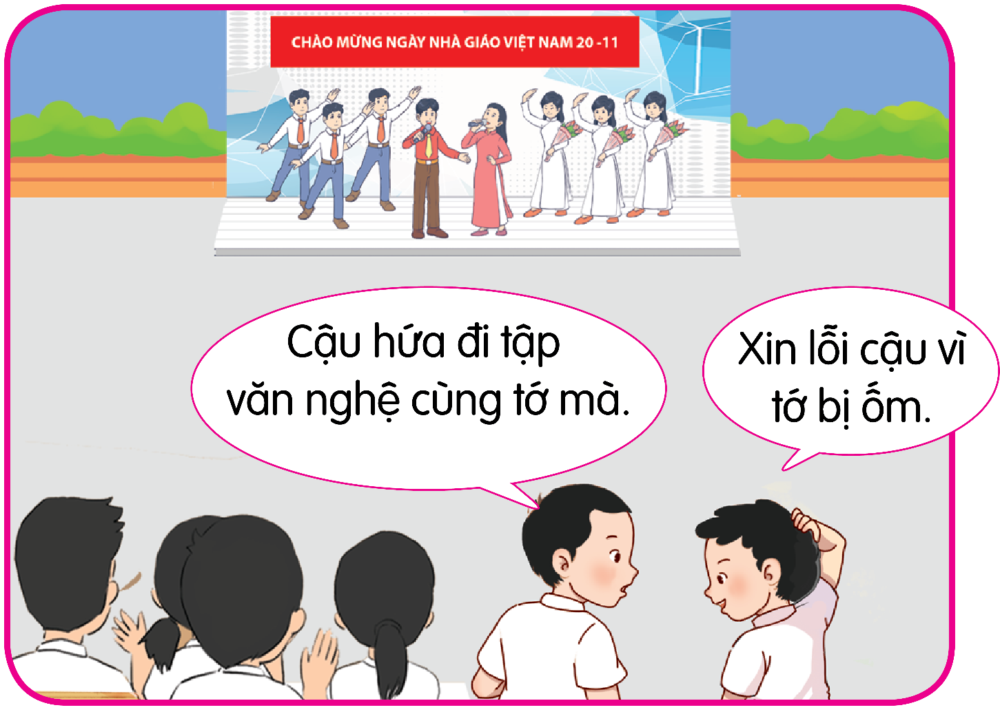 CHÀO MỪNG NGÀY NHÀ GIÁO VIỆT NAM 20 -11
Cậu hứa đi tập
văn nghệ cùng tớ mà.
Xin lỗi cậu vì
tớ bị ốm.